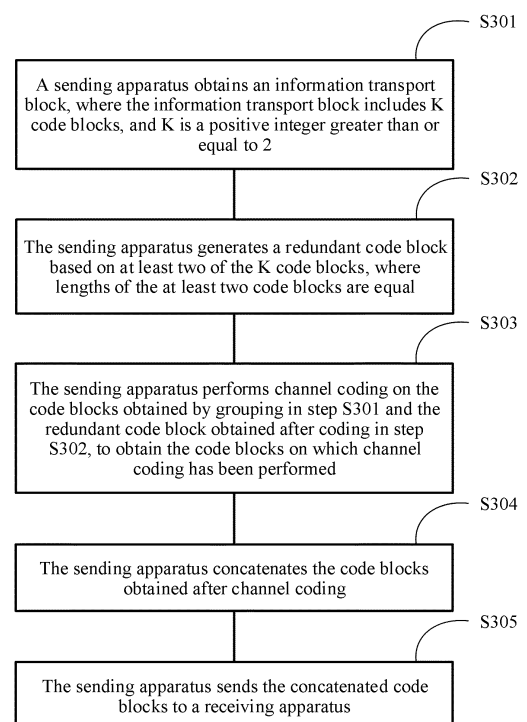 S301
A sending apparatus obtains an information transport
block, where the information transport block includes K
code blocks, and K is a positive integer greater than or
equal to 2
S302
The sending apparatus generates a redundant code block
based on at least two of the K code blocks, where
lengths of the at least two code blocks are equal
S303
The sending apparatus performs channel coding on the
code blocks obtained by grouping in step S301 and the
redundant code block obtained after coding in step
S302, to obtain the code blocks on which channel
coding has been performed
S304
The sending apparatus concatenates the code blocks
obtained after channel coding
S305
The sending apparatus sends the concatenated code
blocks to a receiving apparatus